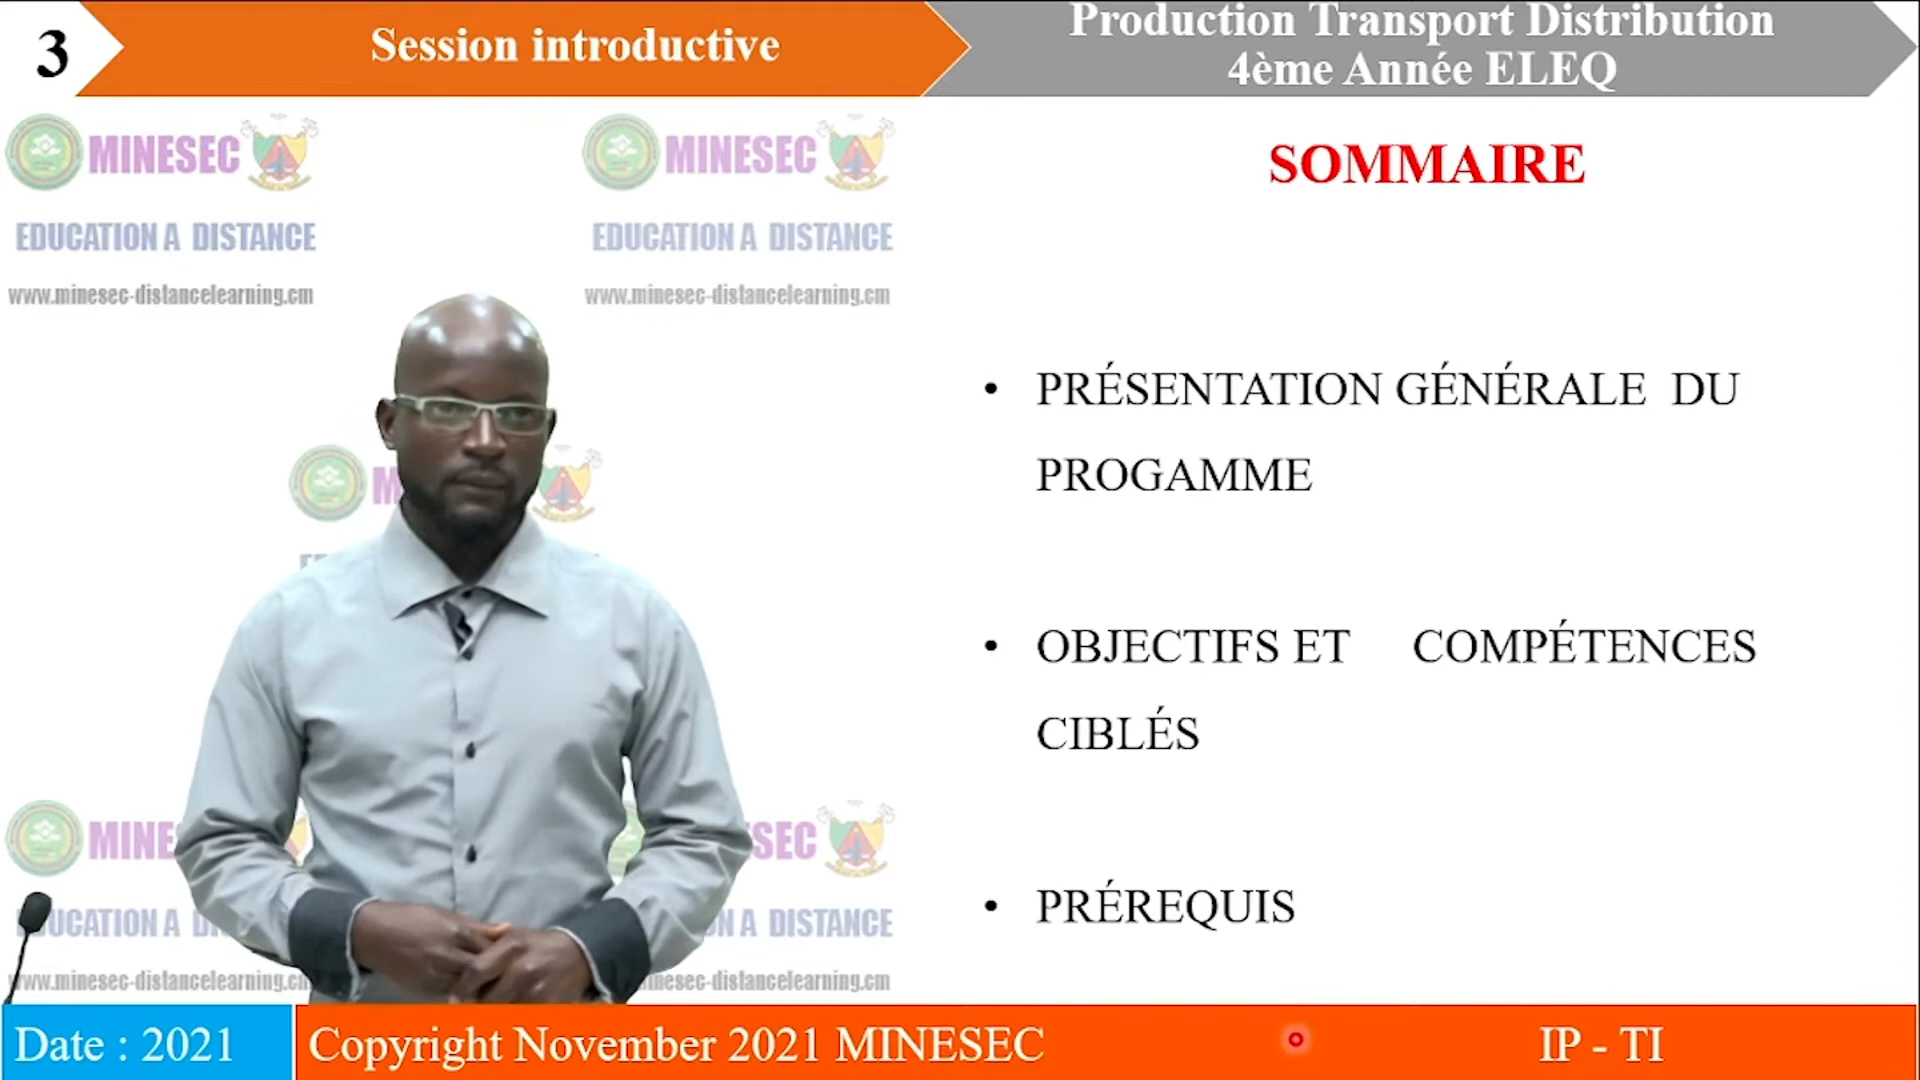 3
Session introductive
Production Transport Distribution
4ème Année ELEQ
MINESEC
MINESEC
EDUCATION A DISTANCE
EDUCATION A DISTANCE
www.minesec-distancelearning.cm
www.minesec-distancelearning.cm
SOMMAIRE
• PRÉSENTATION GÉNÉRALE DU
PROGAMME
• OBJECTIFS ET COMPÉTENCES
CIBLÉS
• PRÉREQUIS
Date : 2021
Copyright November 2021 MINESEC
IP - TI